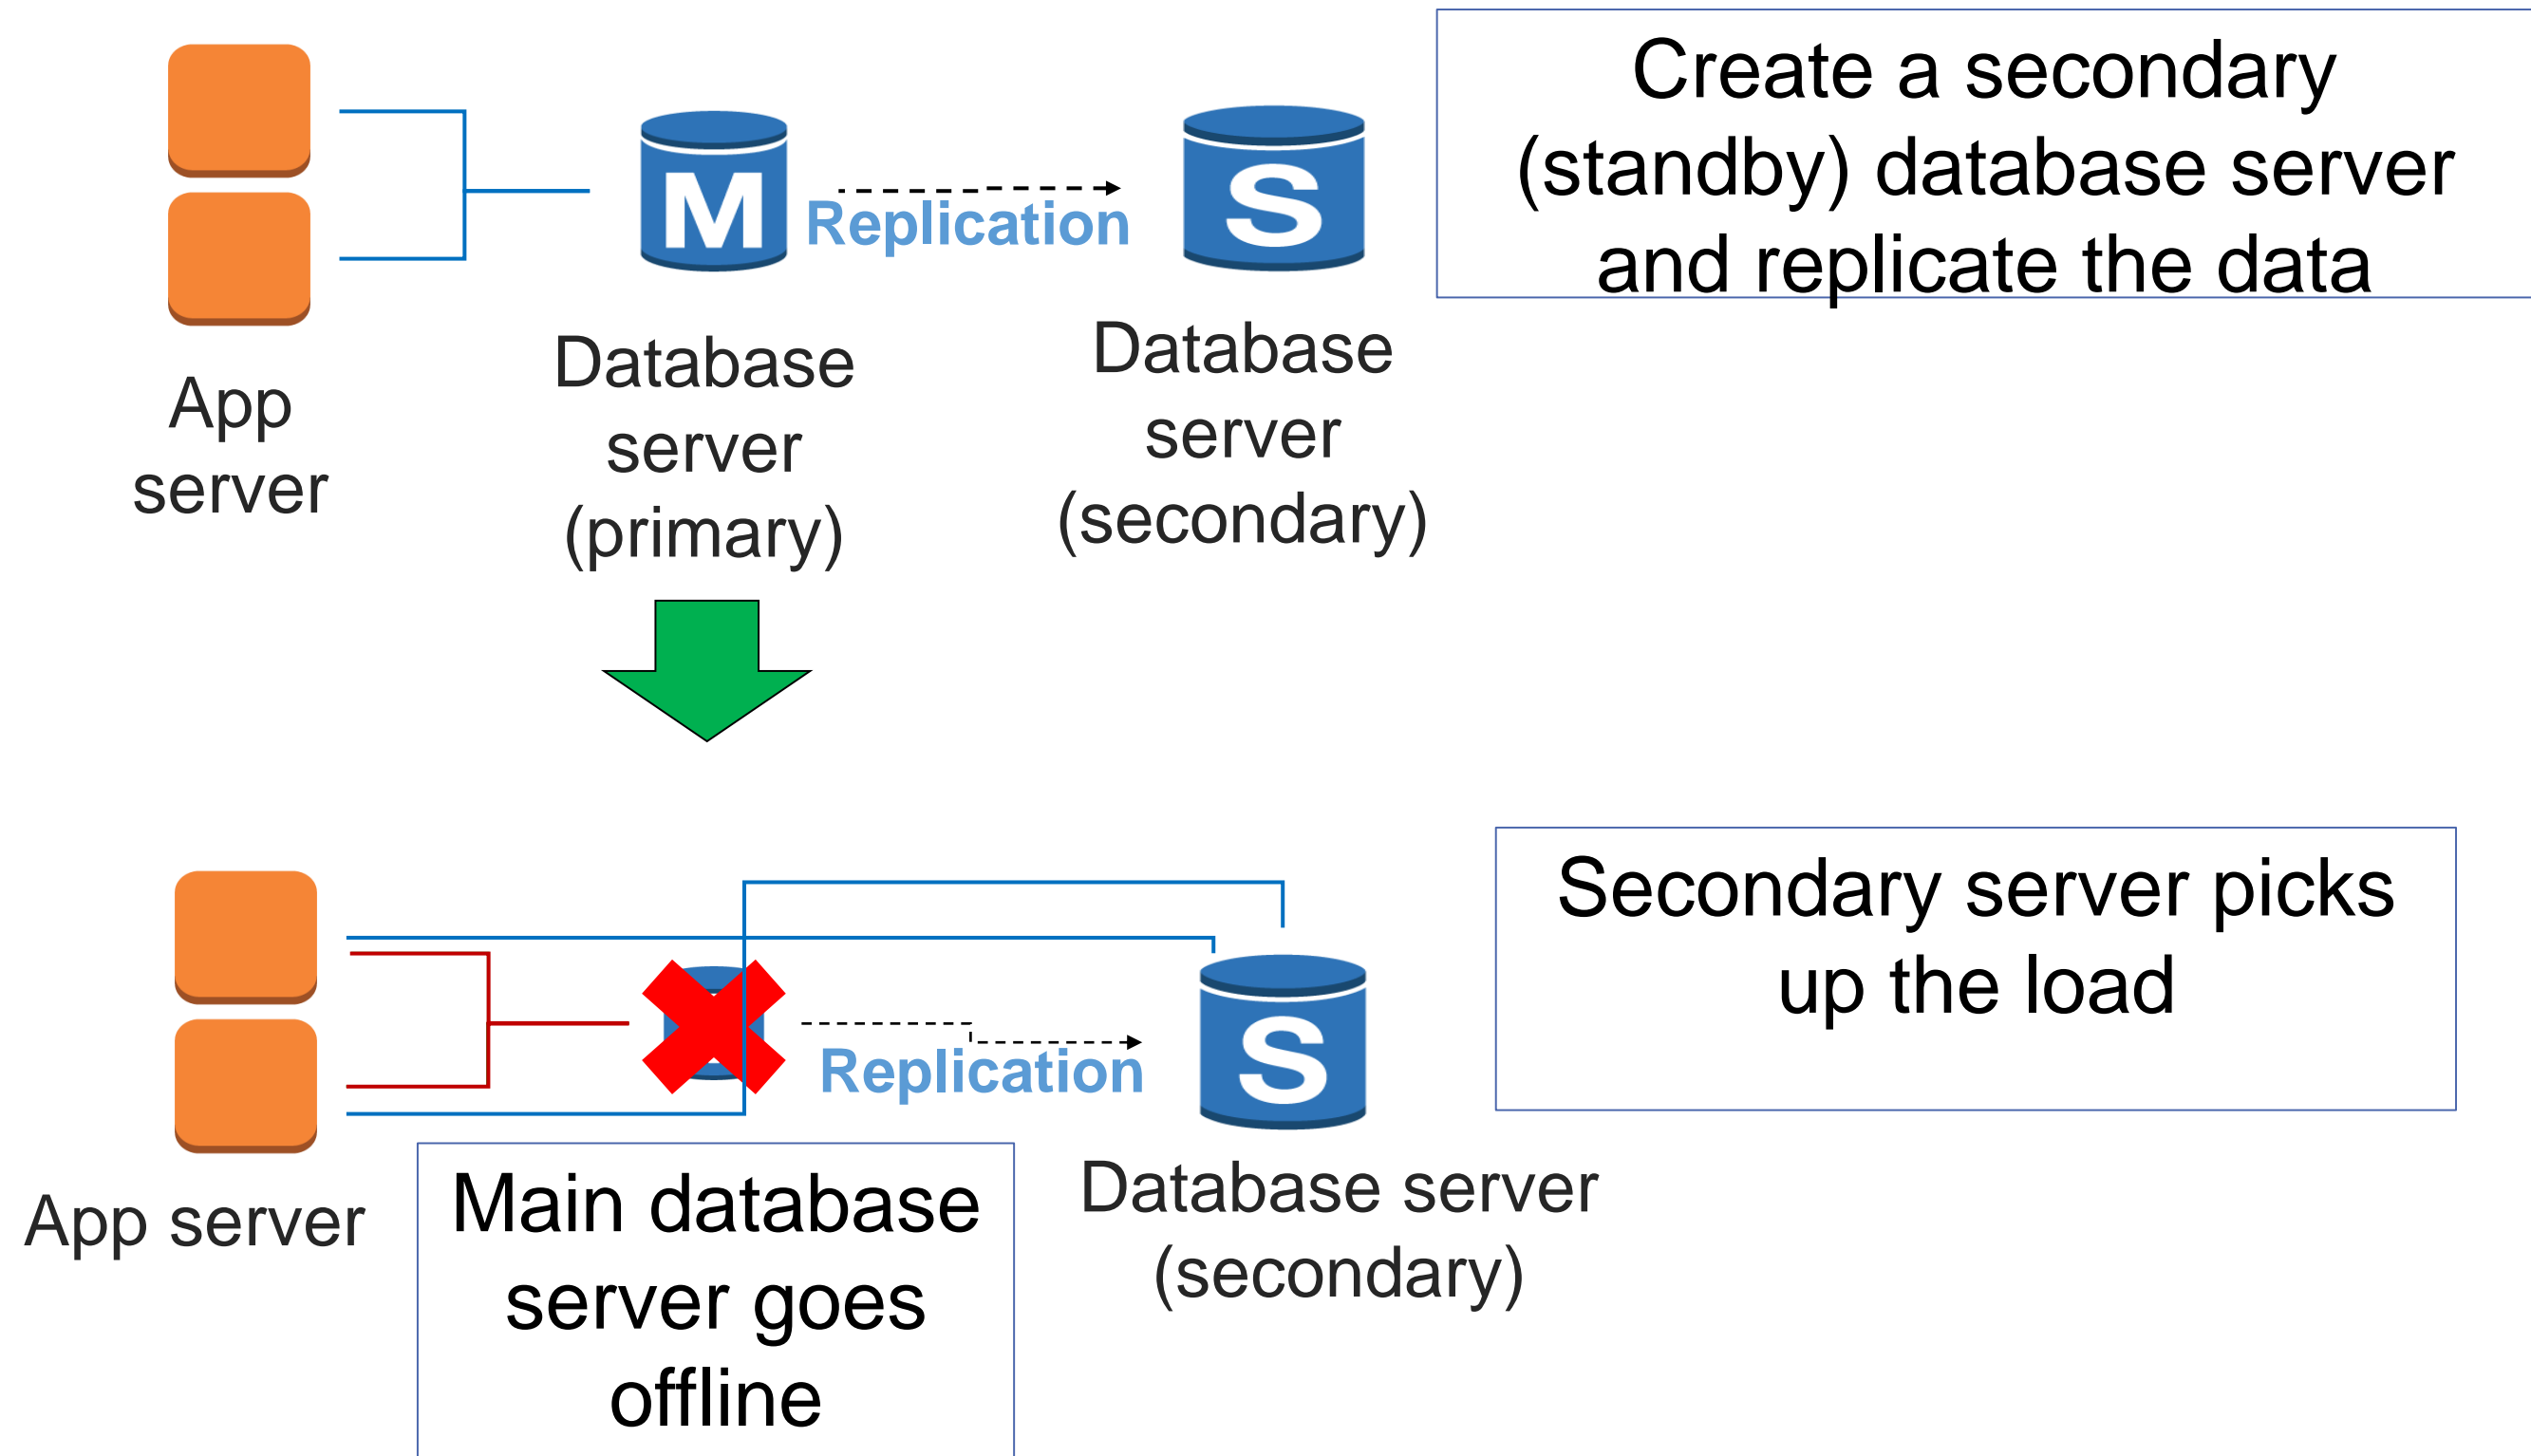 Create a secondary
(standby) database server
and replicate the data
M
Replication
S
App
server
Database
server
(primary)
Database
server
(secondary)
Secondary server picks
up the load
Replication
S
App server
Main database
server goes
offline
Database server
(secondary)